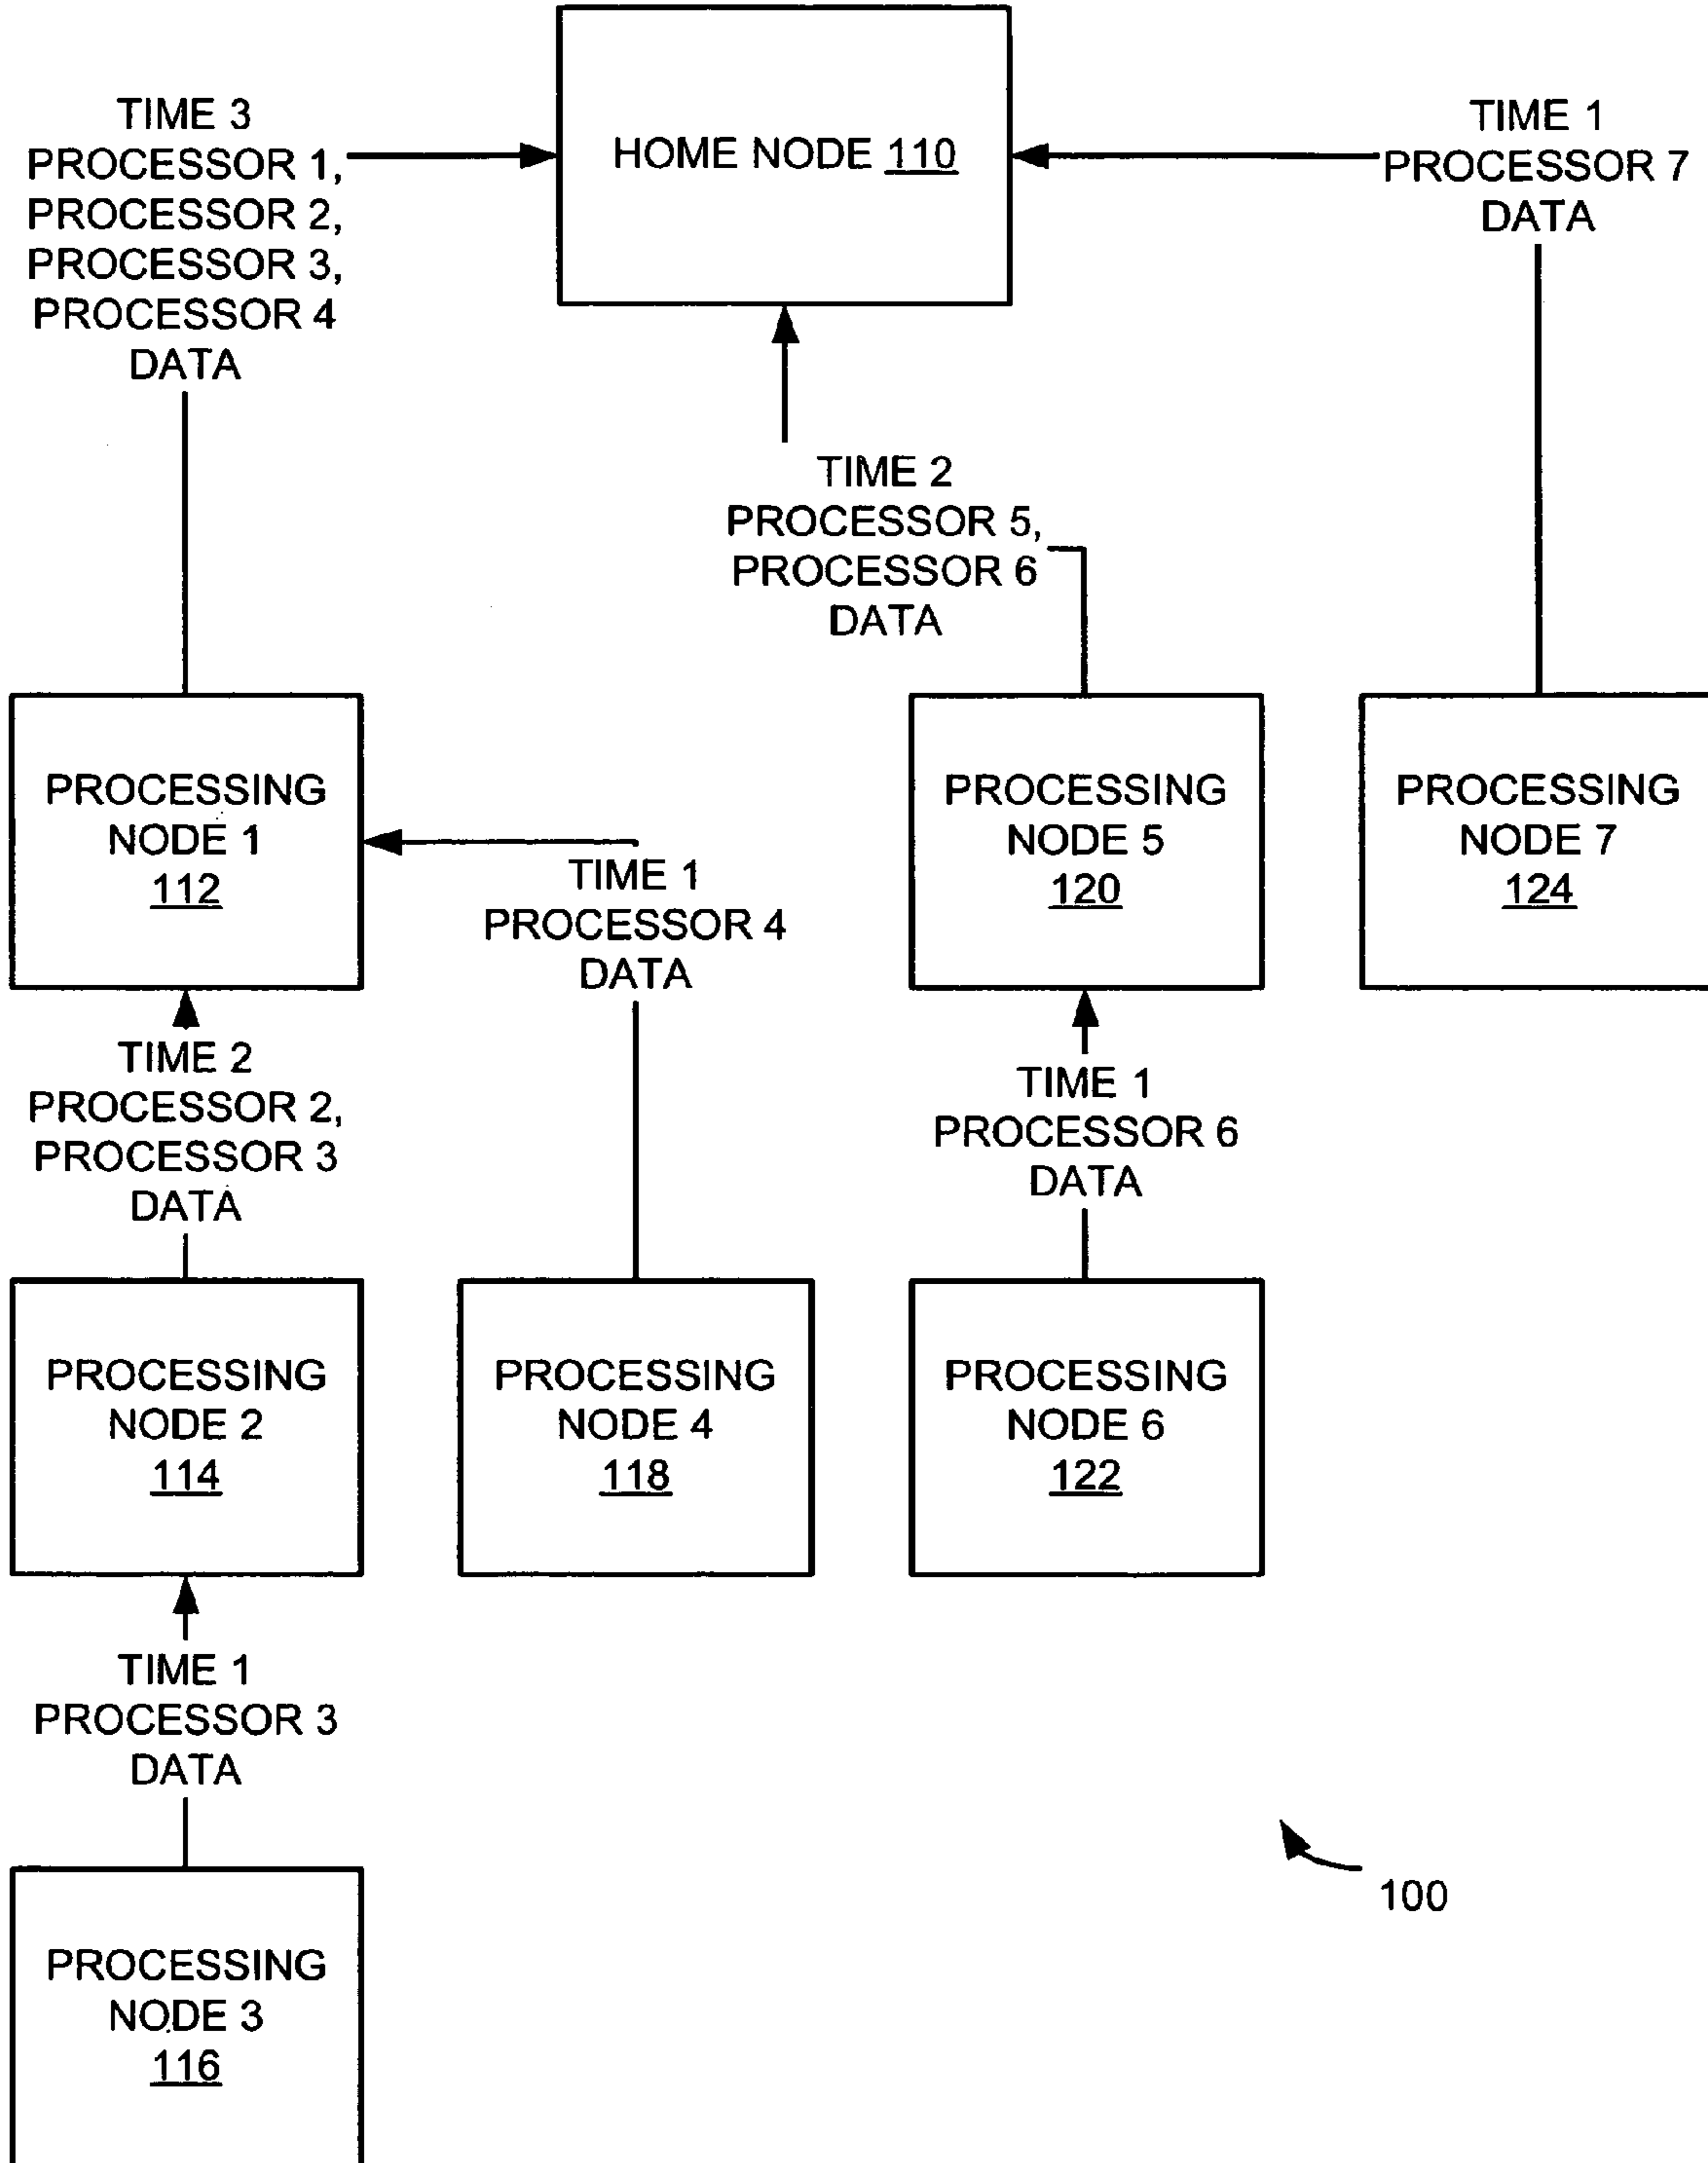 TIME 3
PROCESSOR 1,
PROCESSOR 2,
PROCESSOR 3,
PROCESSOR 4
DATA
HOME NODE 110
TIME 1
PROCESSOR 7
DATA
TIME 2
PROCESSOR 5,
PROCESSOR 6
DATA
PROCESSING
NODE 1
112
TIME 1
PROCESSOR 4
DATA
PROCESSING
NODE 5
120
PROCESSING
NODE 7
124
TIME 2
PROCESSOR 2,
PROCESSOR 3
DATA
TIME 1
PROCESSOR 6
DATA
PROCESSING
NODE 2
114
PROCESSING
NODE 4
118
PROCESSING
NODE 6
122
TIME 1
PROCESSOR 3
DATA
PROCESSING
NODE 3
116
100